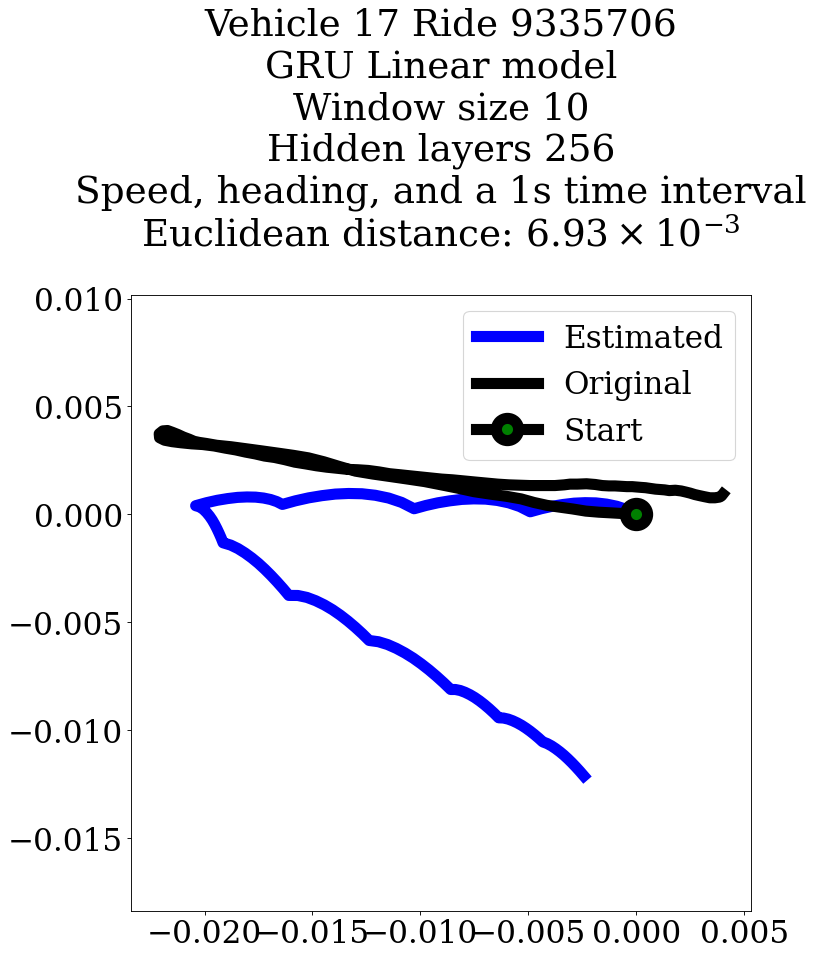 Vehicle 17 Ride 9335706
GRU Linear model
Window size 10
Hidden layers 256
Speed, heading, and a 1s time interval
Euclidean distance: 6.93 × 10⁻³
Estimated
Original
Start
0.010
0.005
0.000
−0.005
−0.010
−0.015
−0.020 −0.015 −0.010 −0.005 0.000 0.005